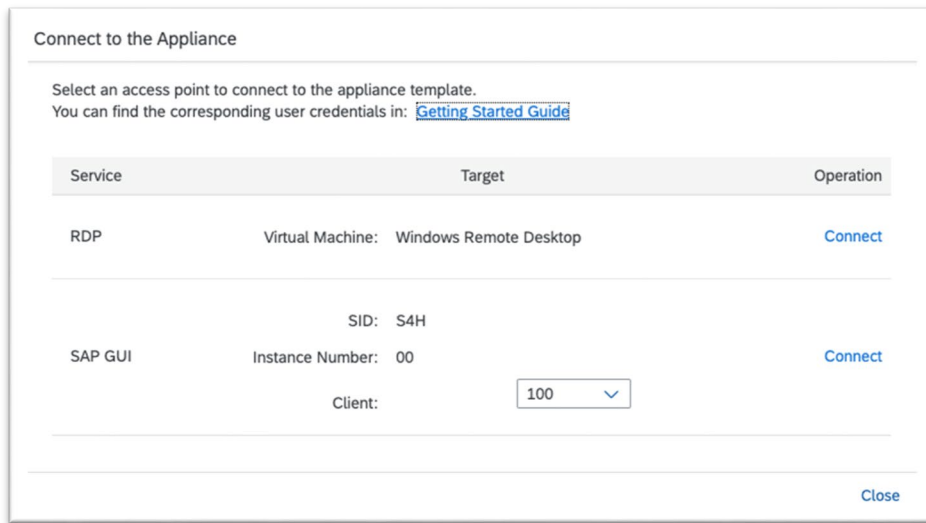 Connect to the Appliance
Select an access point to connect to the appliance template.
You can find the corresponding user credentials in: Getting Started Guide
Service Target Operation
RDP Virtual Machine: Windows Remote Desktop Connect
SID: S4H
SAP GUI Instance Number: 00 Connect
Client: 100
Close